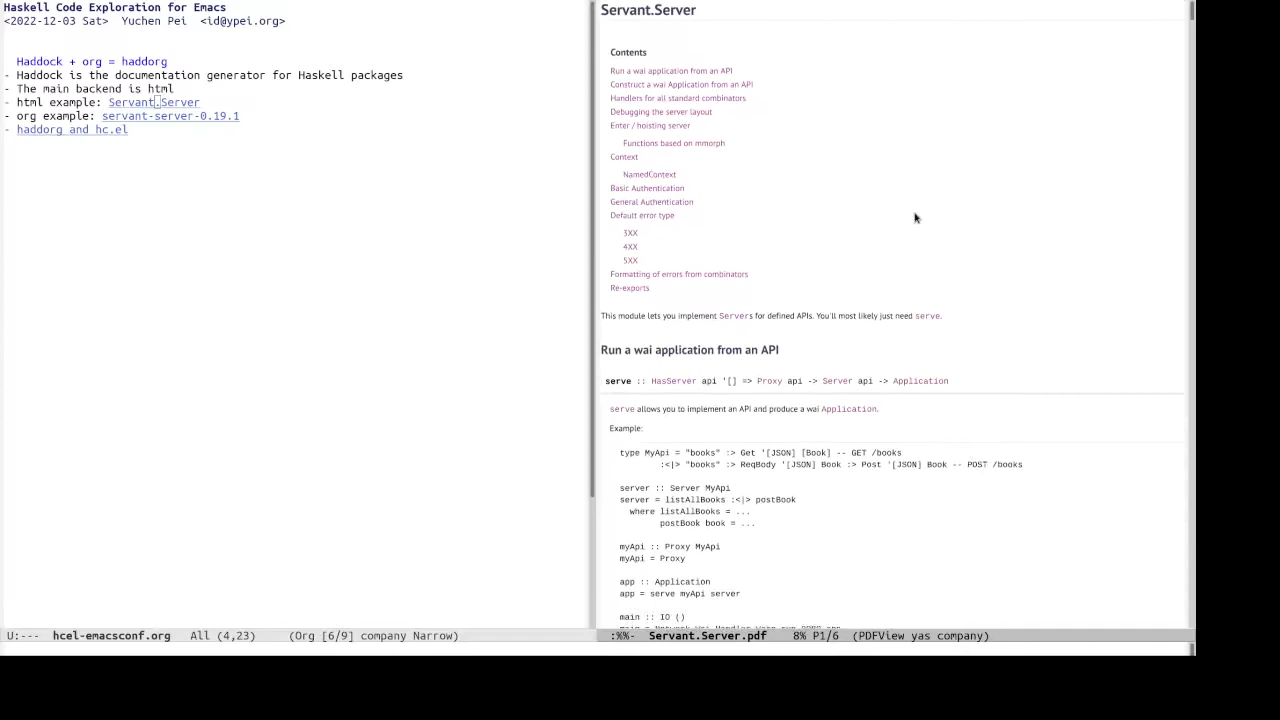 Haskell Code Exploration for Emacs
<2022-12-03 Sat>  Yuchen Pei  <id@ypei.org>
Haddock + org = haddorg
- Haddock is the documentation generator for Haskell packages
- The main backend is html
- html example: Servant.Server
- org example: servant-server-0.19.1
- haddorg and hc.el
U:---  hcel-emacsconf.org   All (4,23)     (Org [6/9] company Narrow)
Servant.Server
Contents
Run a wai application from an API
Construct a wai Application from an API
Handlers for all standard combinators
Debugging the server layout
Enter / hoisting server
Functions based on mmorph
Context
NamedContext
Basic Authentication
General Authentication
Default error type
3XX
4XX
5XX
Formatting of errors from combinators
Re-exports
This module lets you implement Servers for defined APIs. You'll most likely just need serve.
Run a wai application from an API
serve :: HasServer api '[] => Proxy api -> Server api -> Application
serve allows you to implement an API and produce a wai Application.
Example:
type MyApi = "books" :> Get '[JSON] [Book] -- GET /books
        :<|> "books" :> ReqBody '[JSON] Book :> Post '[JSON] Book -- POST /books
server :: Server MyApi
server = listAllBooks :<|> postBook
  where listAllBooks = ...
        postBook book = ...
myApi :: Proxy MyApi
myApi = Proxy
app :: Application
app = serve myApi server
main :: IO ()
:%%-  Servant.Server.pdf    8% P1/6  (PDFView yas company)